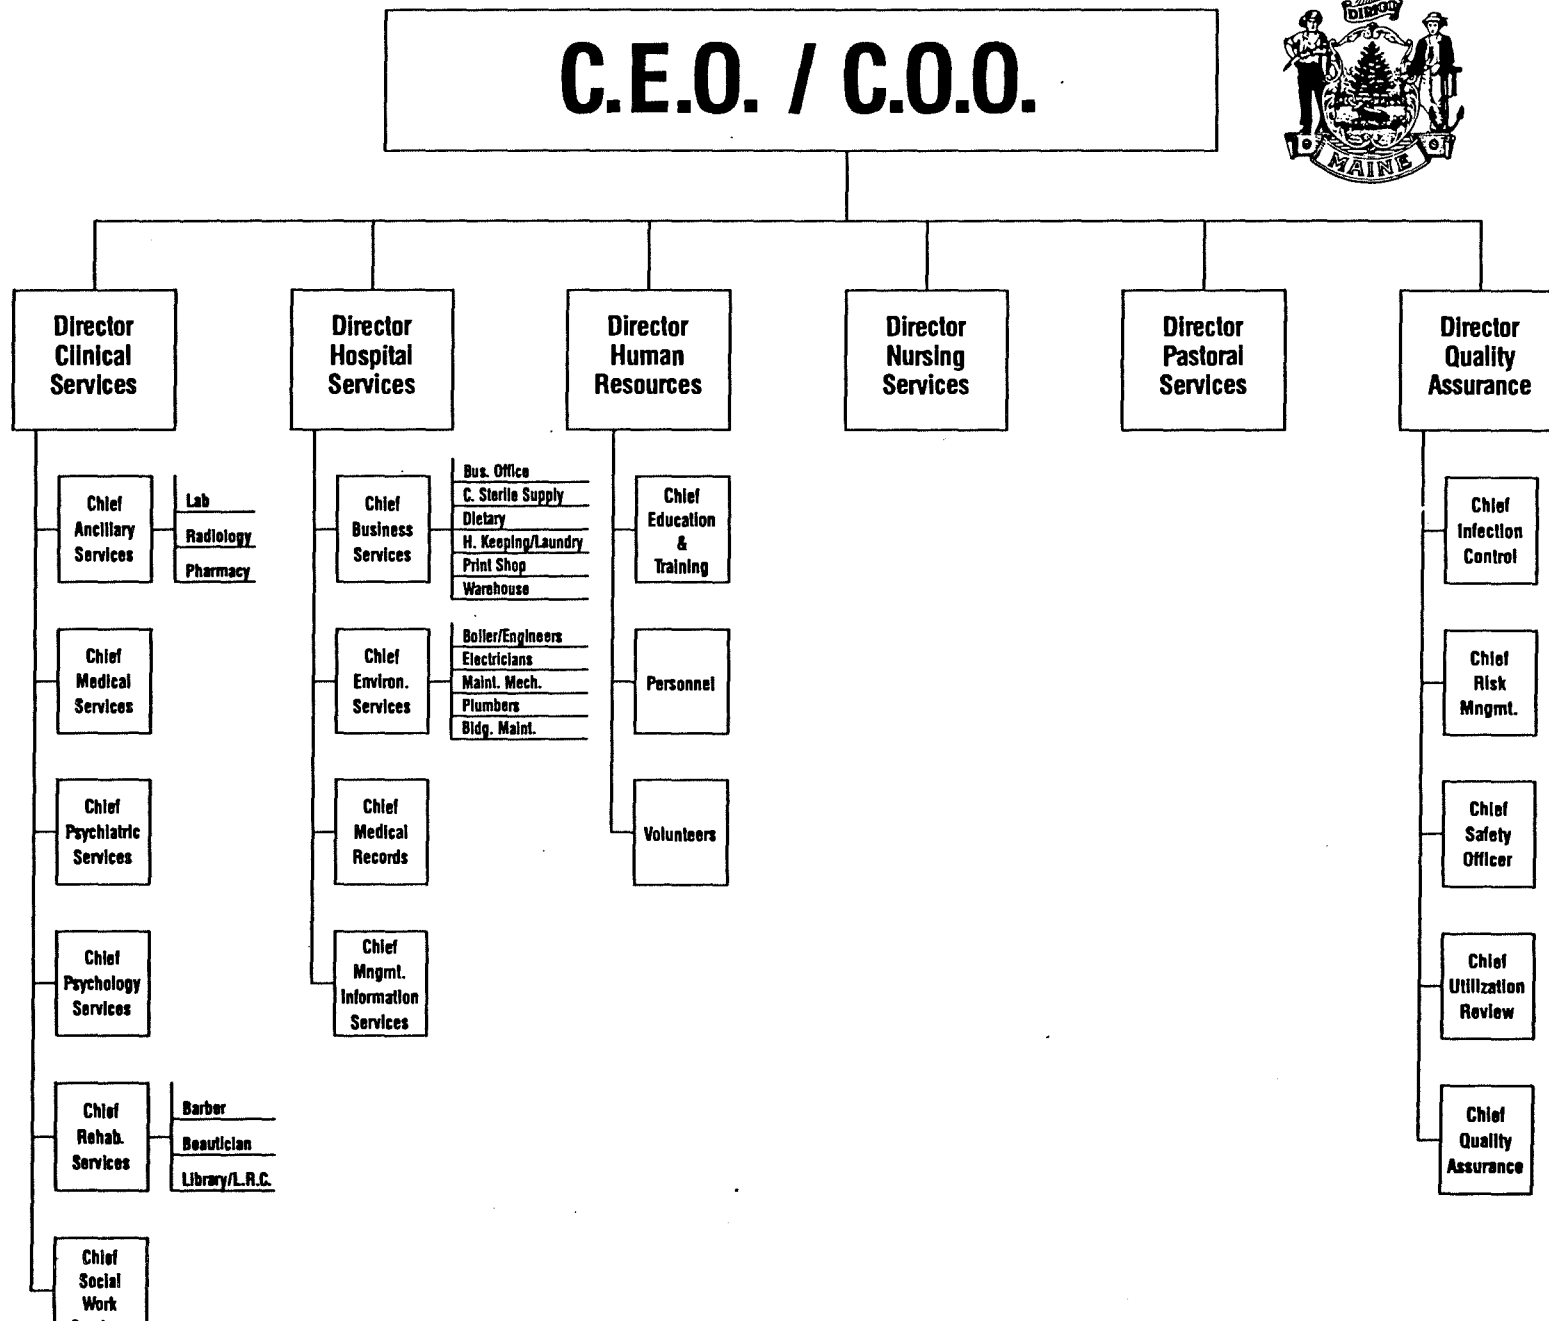 C.E.O. / C.O.O.
DIRIGO
MAINE
Director
Clinical
Services
Director
Hospital
Services
Director
Human
Resources
Director
Nursing
Services
Director
Pastoral
Services
Director
Quality
Assurance
Chief
Ancillary
Services
Lab
Radiology
Pharmacy
Chief
Medical
Services
Chief
Psychiatric
Services
Chief
Psychology
Services
Chief
Rehab.
Services
Barber
Beautician
Library/L.R.C.
Chief
Social
Work
Chief
Business
Services
Bus. Office
C. Sterile Supply
Dietary
H. Keeping/Laundry
Print Shop
Warehouse
Chief
Environ.
Services
Boiler/Engineers
Electricians
Maint. Mech.
Plumbers
Bldg. Maint.
Chief
Medical
Records
Chief
Mngmt.
Information
Services
Chief
Education
&
Training
Personnel
Volunteers
Chief
Infection
Control
Chief
Risk
Mngmt.
Chief
Safety
Officer
Chief
Utilization
Review
Chief
Quality
Assurance